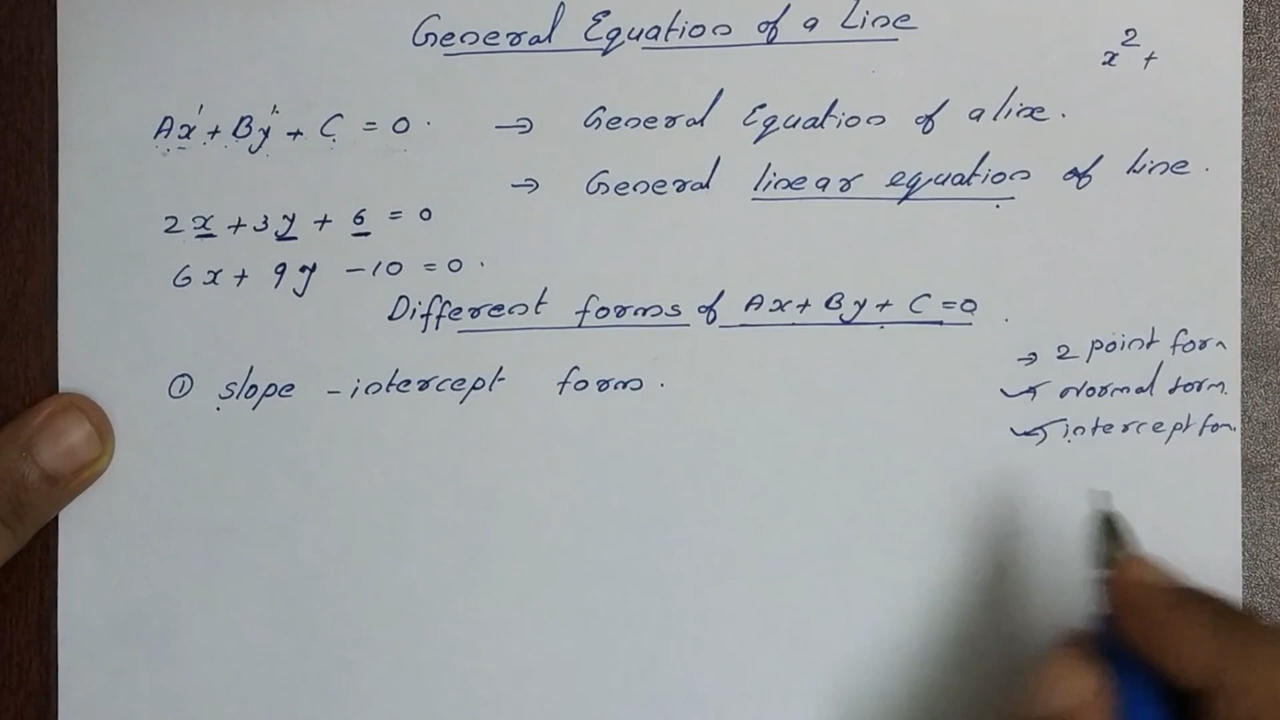 General Equation of a Line
x² +
Ax¹ + By¹ + C = 0. → General Equation of a line.
→ General linear equation of line.
2x + 3y + 6 = 0
6x + 9y - 10 = 0.
Different forms of Ax + By + C = 0.
→ 2 point form
→ Normal form.
→ intercept for.
① slope - intercept form.